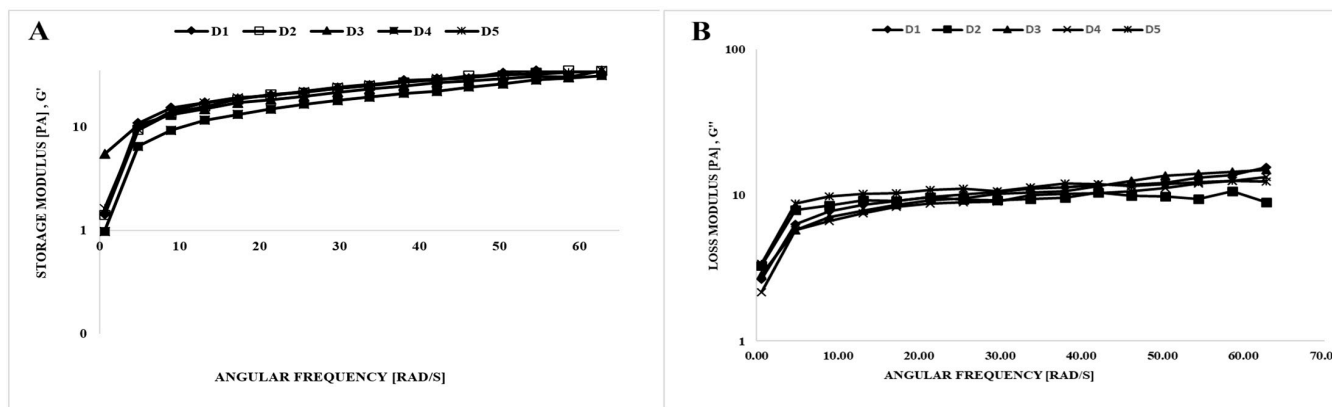 A
D1 D2 D3 D4 D5
STORAGE MODULUS [PA] , G'
10
1
0
0 10 20 30 40 50 60
ANGULAR FREQUENCY [RAD/S]
B
D1 D2 D3 D4 D5
LOSS MODULUS [PA], G"
100
10
1
0.00 10.00 20.00 30.00 40.00 50.00 60.00 70.0
ANGULAR FREQUENCY [RAD/S]